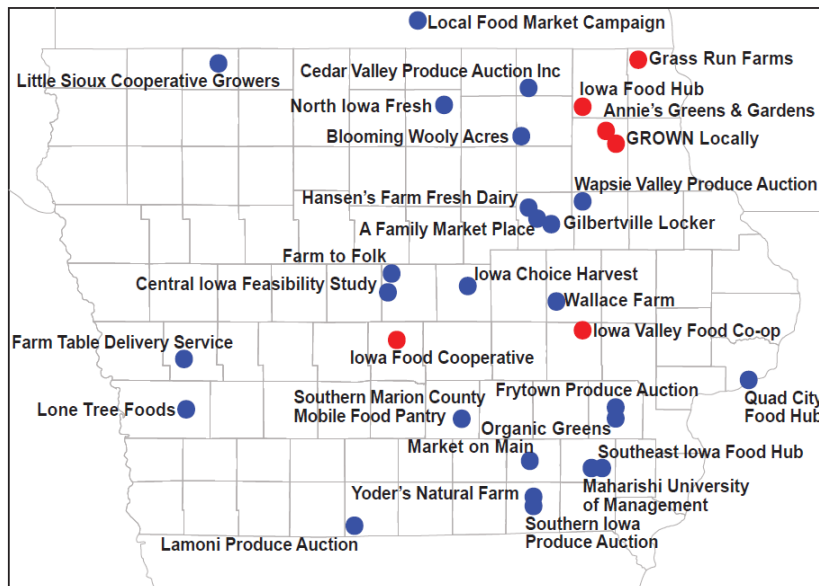 Local Food Market Campaign
Grass Run Farms
Little Sioux Cooperative Growers
Cedar Valley Produce Auction Inc
Iowa Food Hub
North Iowa Fresh
Annie's Greens & Gardens
Blooming Wooly Acres
GROWN Locally
Wapsie Valley Produce Auction
Hansen's Farm Fresh Dairy
A Family Market Place
Gilbertville Locker
Farm to Folk
Central Iowa Feasibility Study
Iowa Choice Harvest
Wallace Farm
Farm Table Delivery Service
Iowa Valley Food Co-op
Iowa Food Cooperative
Lone Tree Foods
Southern Marion County
Mobile Food Pantry
Frytown Produce Auction
Quad City
Food Hub
Organic Greens
Market on Main
Southeast Iowa Food Hub
Yoder's Natural Farm
Maharishi University
of Management
Southern Iowa
Produce Auction
Lamoni Produce Auction